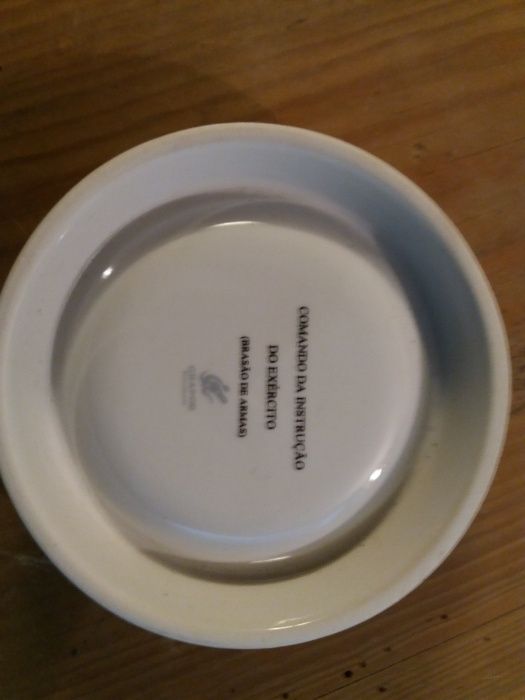 COMANDO DA INSTRUÇÃO
DO EXÉRCITO
(BRASÃO DE ARMAS)